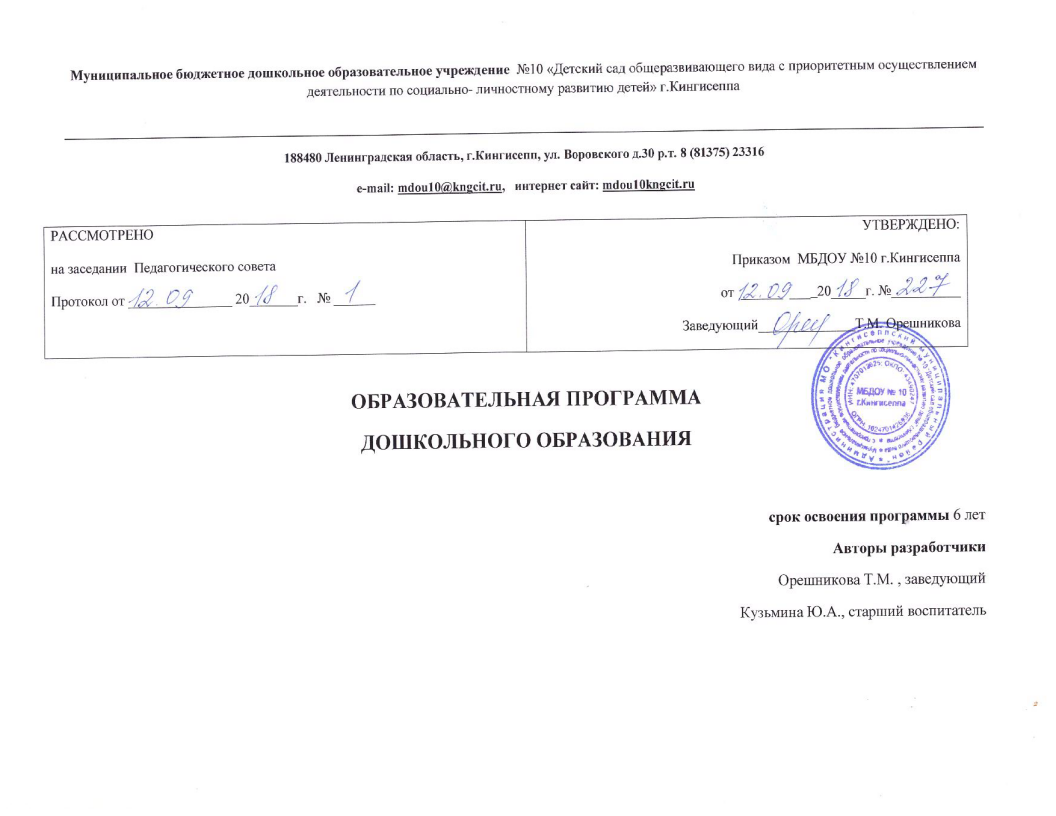 Муниципальное бюджетное дошкольное образовательное учреждение №10 «Детский сад общеразвивающего вида с приоритетным осуществлением
деятельности по социально- личностному развитию детей» г.Кингисеппа
188480 Ленинградская область, г.Кингисепп, ул. Воровского д.30 р.т. 8 (81375) 23316
e-mail: mdou10@kngcit.ru, интернет сайт: mdou10kngcit.ru
РАССМОТРЕНО
на заседании Педагогического совета
Протокол от 12.09 2018 г. № 1
УТВЕРЖДЕНО:
Приказом МБДОУ №10 г.Кингисеппа
от 12.09 2018 г. № 227
Заведующий Т.М. Орешникова
МБДОУ № 10
г.Кингисеппа
ОБРАЗОВАТЕЛЬНАЯ ПРОГРАММА
ДОШКОЛЬНОГО ОБРАЗОВАНИЯ
срок освоения программы 6 лет
Авторы разработчики
Орешникова Т.М. , заведующий
Кузьмина Ю.А., старший воспитатель